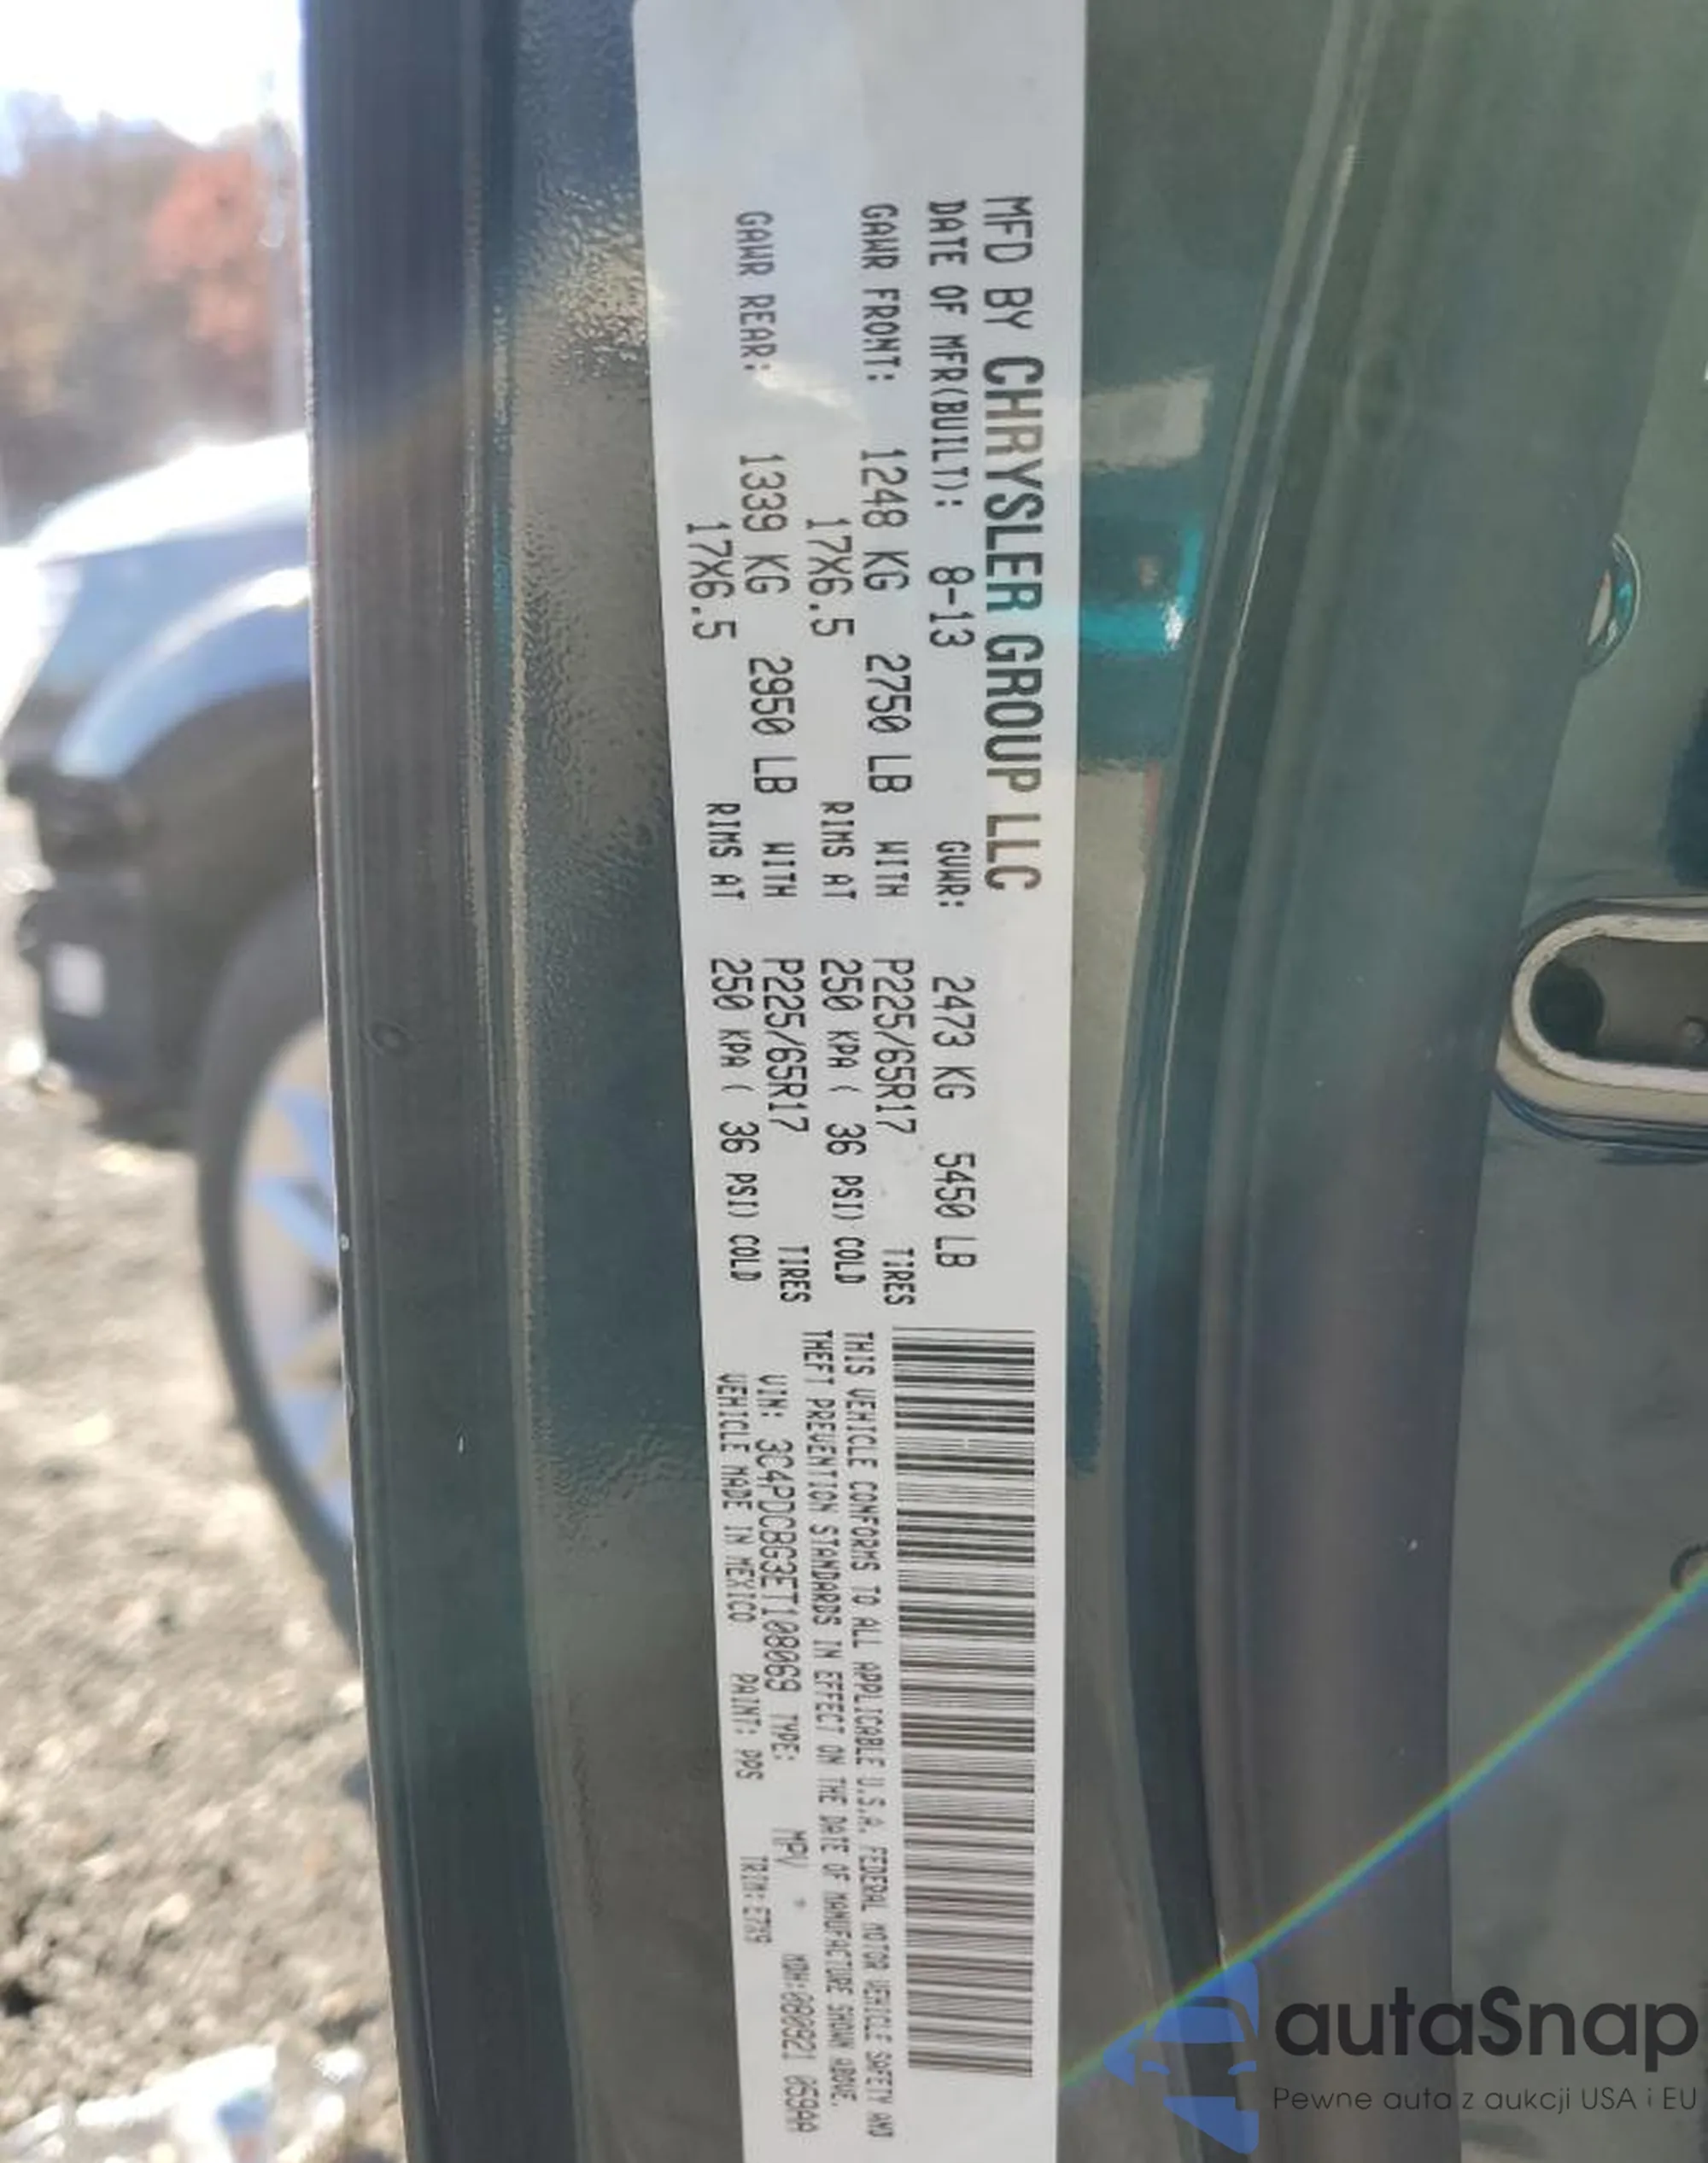 MFD BY CHRYSLER GROUP LLC
DATE OF MFR(BUILT): 8-13 GVWR: 2473 KG 5450 LB
GAWR FRONT: 1248 KG 2750 LB WITH P225/65R17 TIRES
17X6.5 RIMS AT 250 KPA ( 36 PSI) COLD
GAWR REAR: 1339 KG 2950 LB WITH P225/65R17 TIRES
17X6.5 RIMS AT 250 KPA ( 36 PSI) COLD
THIS VEHICLE CONFORMS TO ALL APPLICABLE U.S.A. FEDERAL MOTOR VEHICLE SAFETY AND
THEFT PREVENTION STANDARDS IN EFFECT ON THE DATE OF MANUFACTURE SHOWN ABOVE.
VIN: 3C4PDCBG3ET108069 TYPE: MPV * MDH:080921 059AA
VEHICLE MADE IN MEXICO PAINT: PPS TRIM: E7X9
autaSnap
Pewne auta z aukcji USA i EU